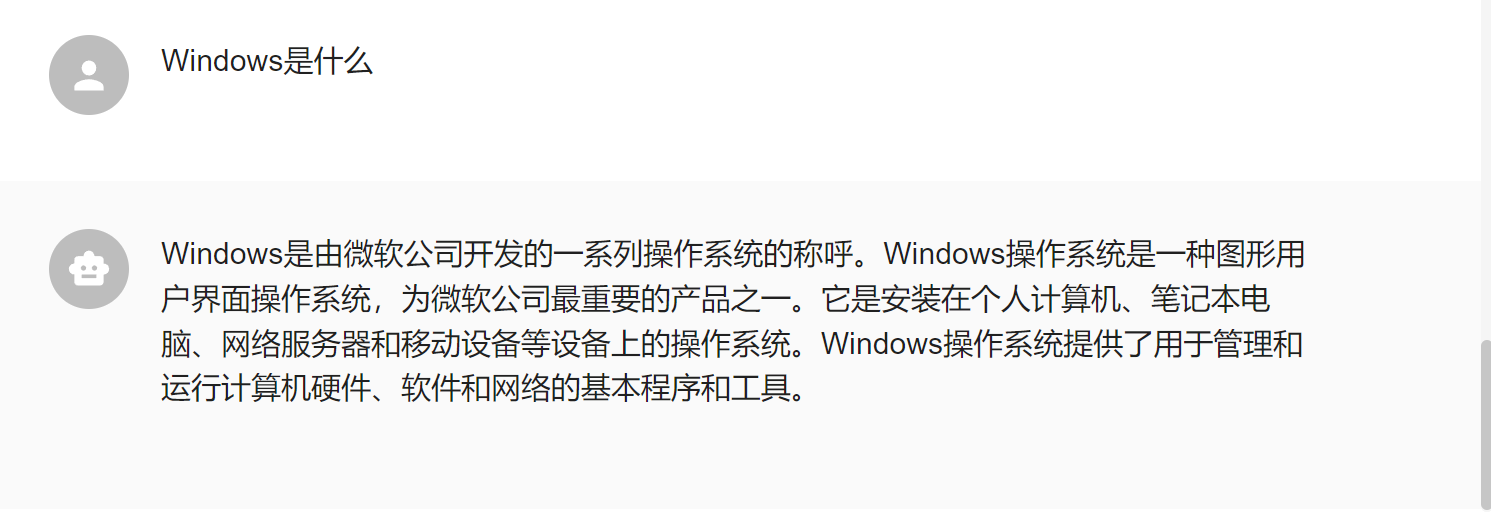 Windows是什么
Windows是由微软公司开发的一系列操作系统的称呼。Windows操作系统是一种图形用
户界面操作系统，为微软公司最重要的产品之一。它是安装在个人计算机、笔记本电
脑、网络服务器和移动设备等设备上的操作系统。Windows操作系统提供了用于管理和
运行计算机硬件、软件和网络的基本程序和工具。